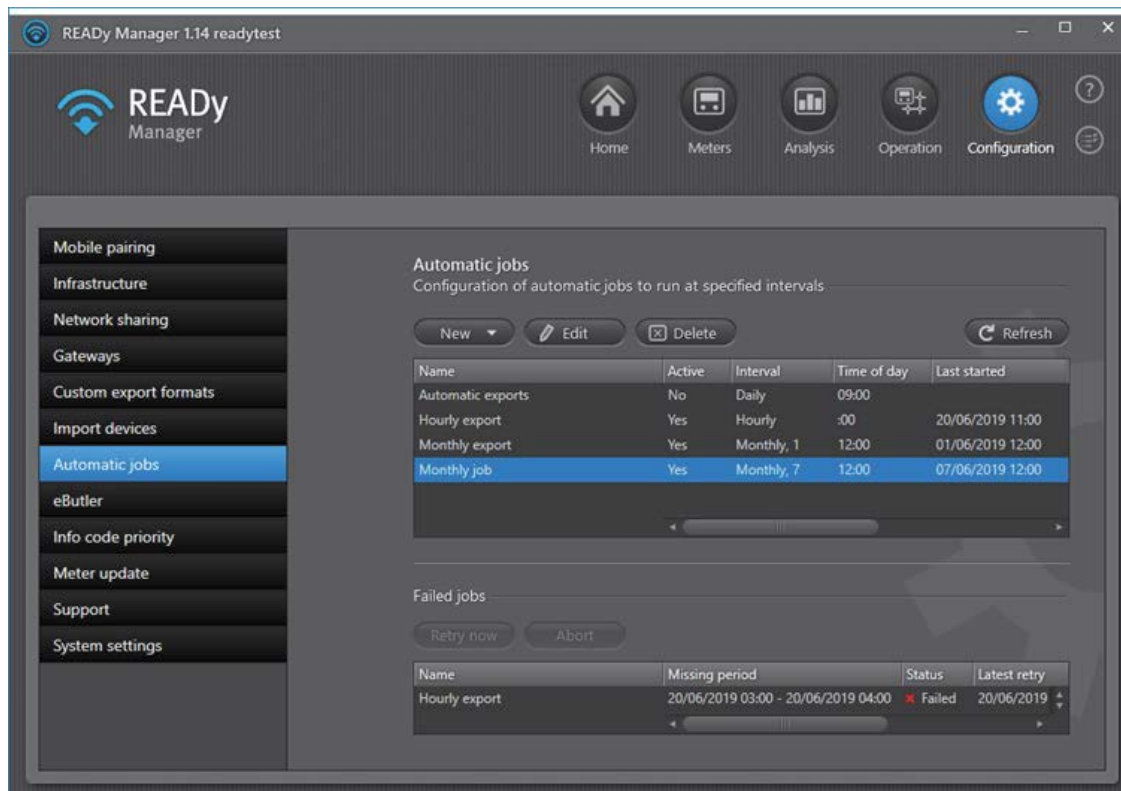 READy Manager 1.14 readytest
READy
Manager
Home Meters Analysis Operation Configuration
?
Mobile pairing
Infrastructure
Network sharing
Gateways
Custom export formats
Import devices
Automatic jobs
eButler
Info code priority
Meter update
Support
System settings
Automatic jobs
Configuration of automatic jobs to run at specified intervals
New Edit Delete Refresh
Name Active Interval Time of day Last started
Automatic exports No Daily 09:00
Hourly export Yes Hourly :00 20/06/2019 11:00
Monthly export Yes Monthly, 1 12:00 01/06/2019 12:00
Monthly job Yes Monthly, 7 12:00 07/06/2019 12:00
Failed jobs
Retry now Abort
Name Missing period Status Latest retry
Hourly export 20/06/2019 03:00 - 20/06/2019 04:00 Failed 20/06/2019